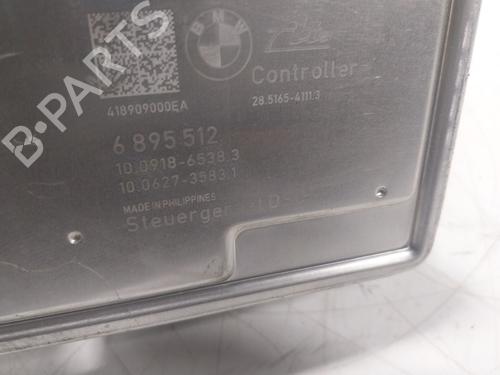 BMW
Controller
418909000EA
28.5165-4111.3
6 895 512
10.0918-6538.3
10.0627-3583.1
MADE IN PHILIPPINES
B-PARTS